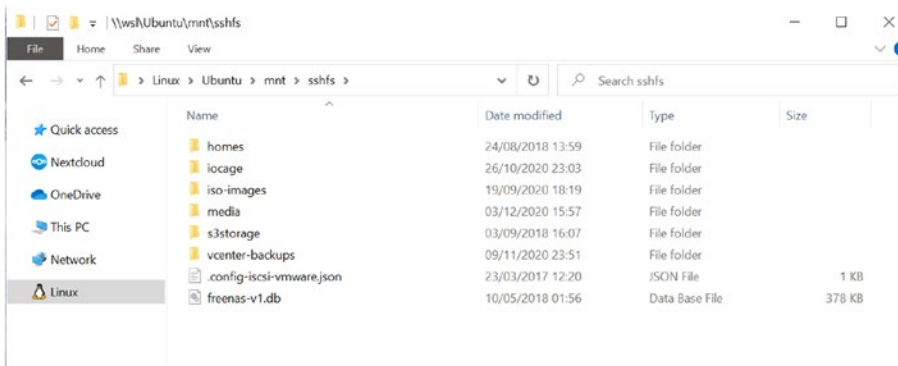 \\wsl\Ubuntu\mnt\sshfs
File Home Share View
Linux > Ubuntu > mnt > sshfs > Search sshfs
Name Date modified Type Size
Quick access
Nextcloud
OneDrive
This PC
Network
Linux
homes 24/08/2018 13:59 File folder
iocage 26/10/2020 23:03 File folder
iso-images 19/09/2020 18:19 File folder
media 03/12/2020 15:57 File folder
s3storage 03/09/2018 16:07 File folder
vcenter-backups 09/11/2020 23:51 File folder
.config-iscsi-vmware.json 23/03/2017 12:20 JSON File 1 KB
freenas-v1.db 10/05/2018 01:56 Data Base File 378 KB